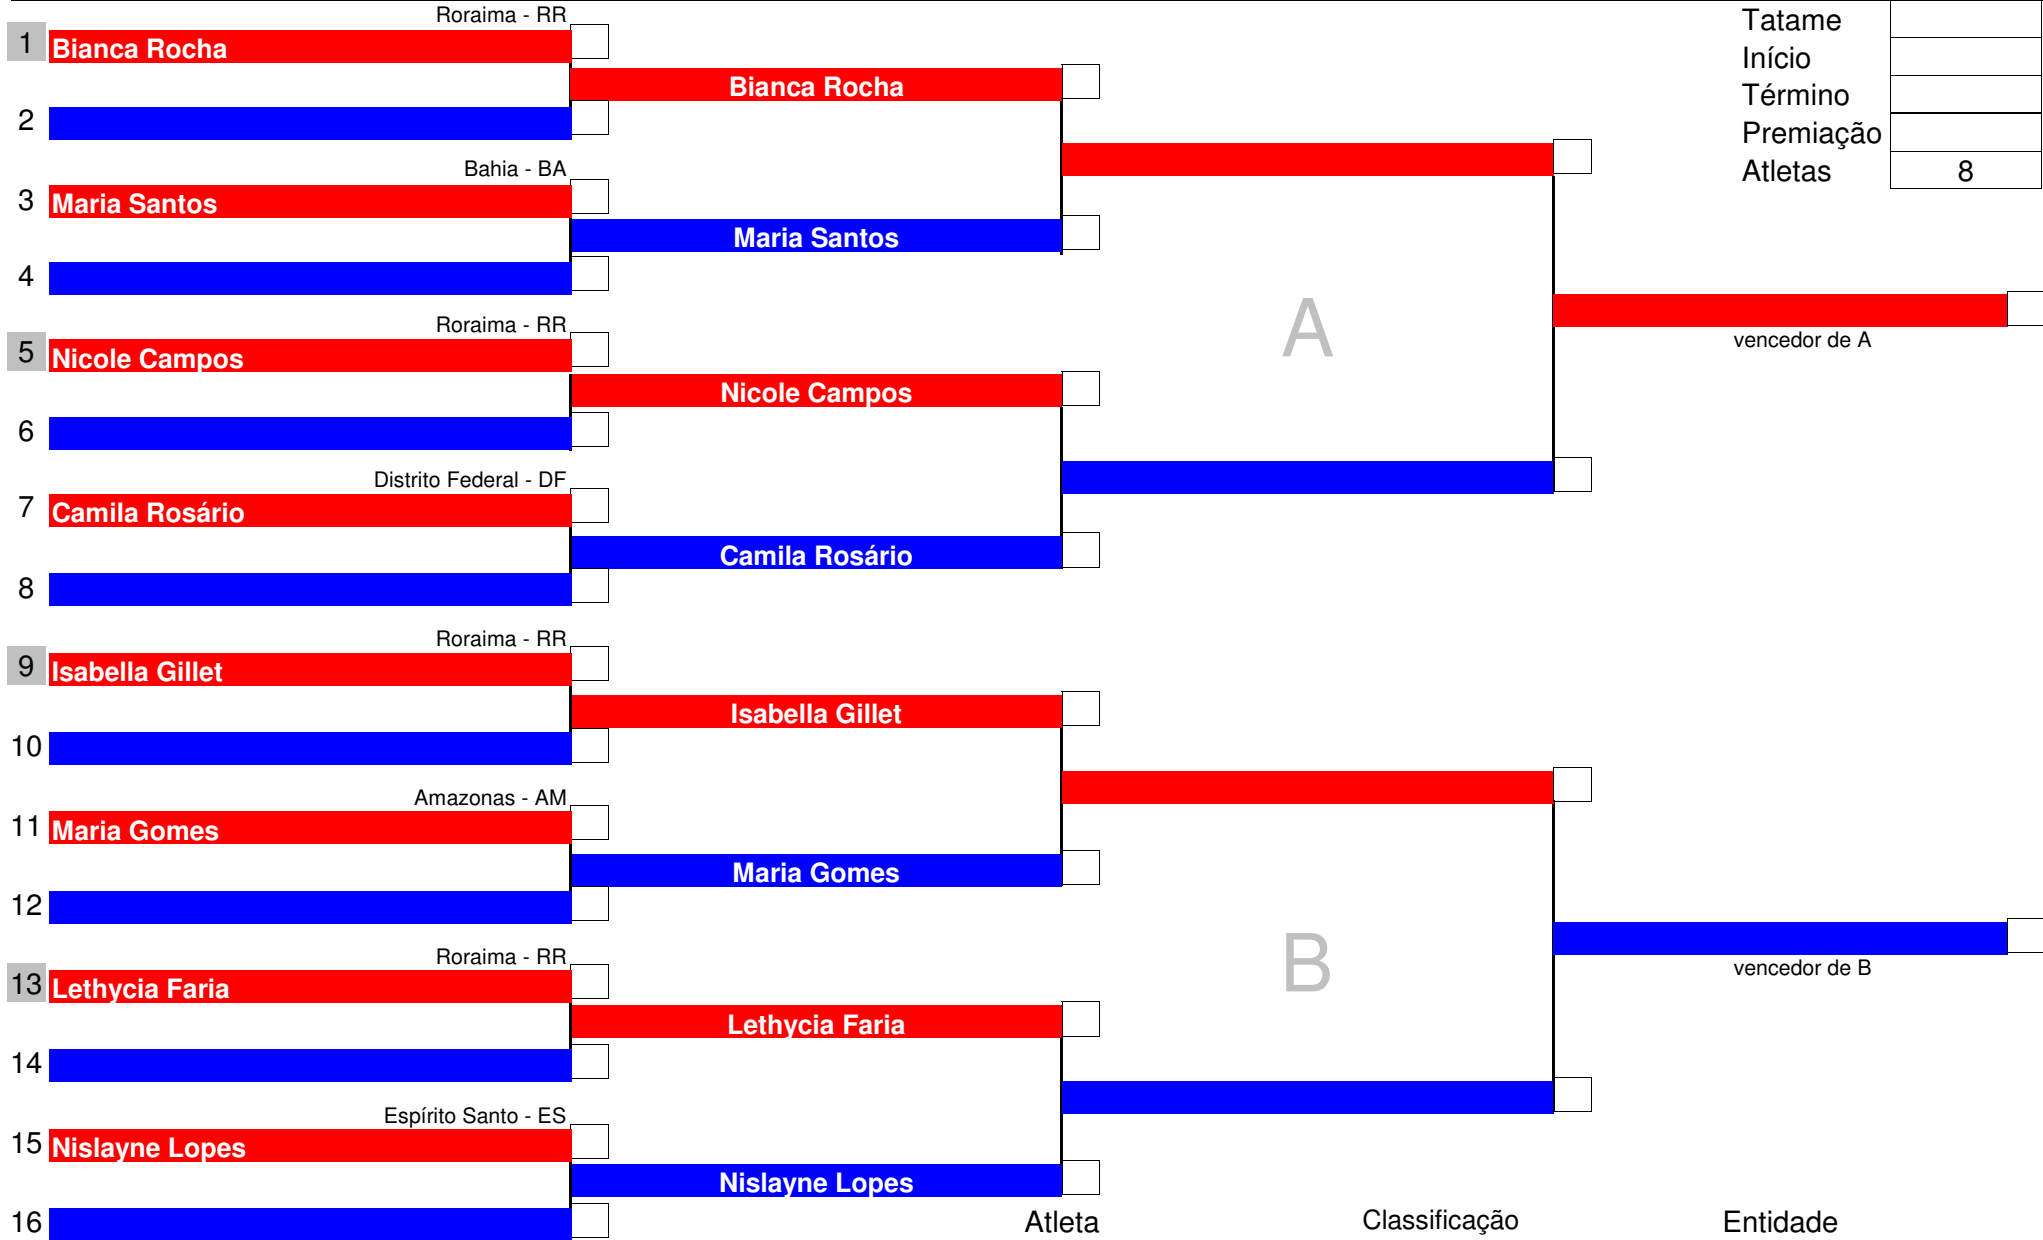 Roraima - RR
1 Bianca Rocha
Bianca Rocha
2
Bahia - BA
3 Maria Santos
Maria Santos
4
Roraima - RR
5 Nicole Campos
Nicole Campos
6
Distrito Federal - DF
7 Camila Rosário
Camila Rosário
8
Roraima - RR
9 Isabella Gillet
Isabella Gillet
10
Amazonas - AM
11 Maria Gomes
Maria Gomes
12
Roraima - RR
13 Lethycia Faria
Lethycia Faria
14
Espírito Santo - ES
15 Nislayne Lopes
Nislayne Lopes
16
A
B
vencedor de A
vencedor de B
Tatame
Início
Término
Premiação
Atletas 8
Atleta Classificação Entidade